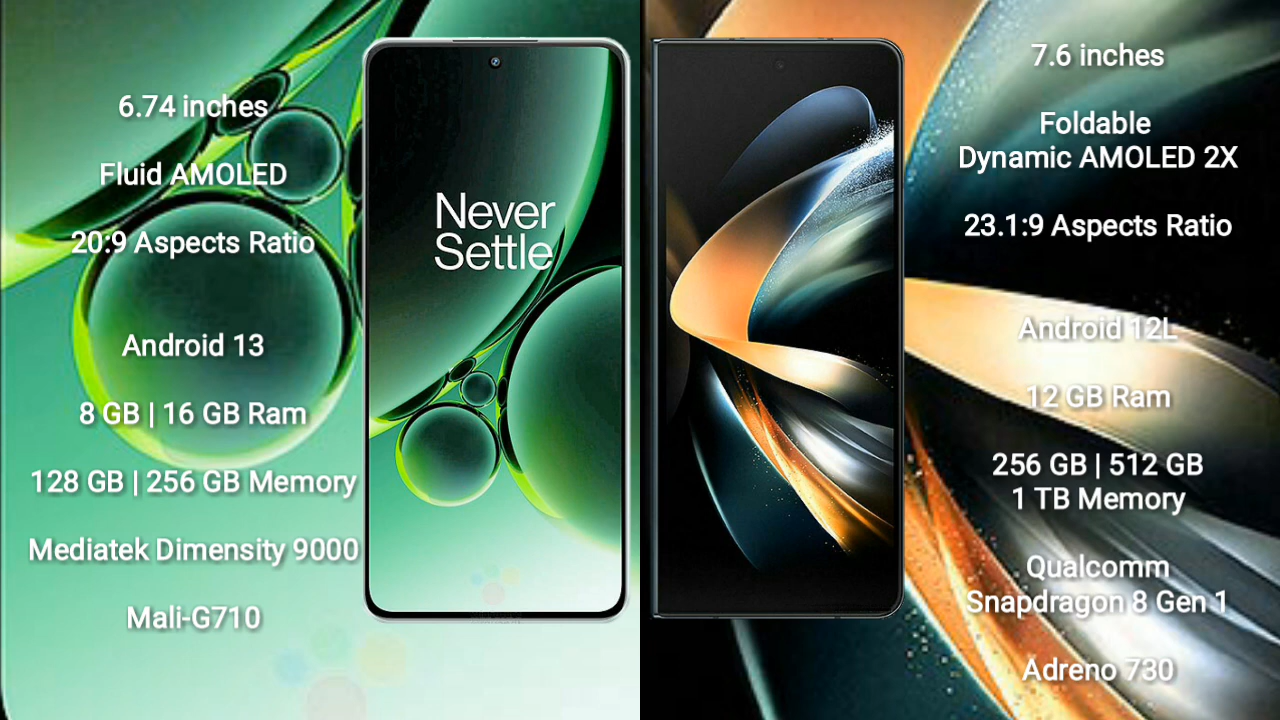 6.74 inches
Fluid AMOLED
20:9 Aspects Ratio
Android 13
8 GB | 16 GB Ram
128 GB | 256 GB Memory
Mediatek Dimensity 9000
Mali-G710
Never
Settle
7.6 inches
Foldable
Dynamic AMOLED 2X
23.1:9 Aspects Ratio
Android 12L
12 GB Ram
256 GB | 512 GB
1 TB Memory
Qualcomm
Snapdragon 8 Gen 1
Adreno 730